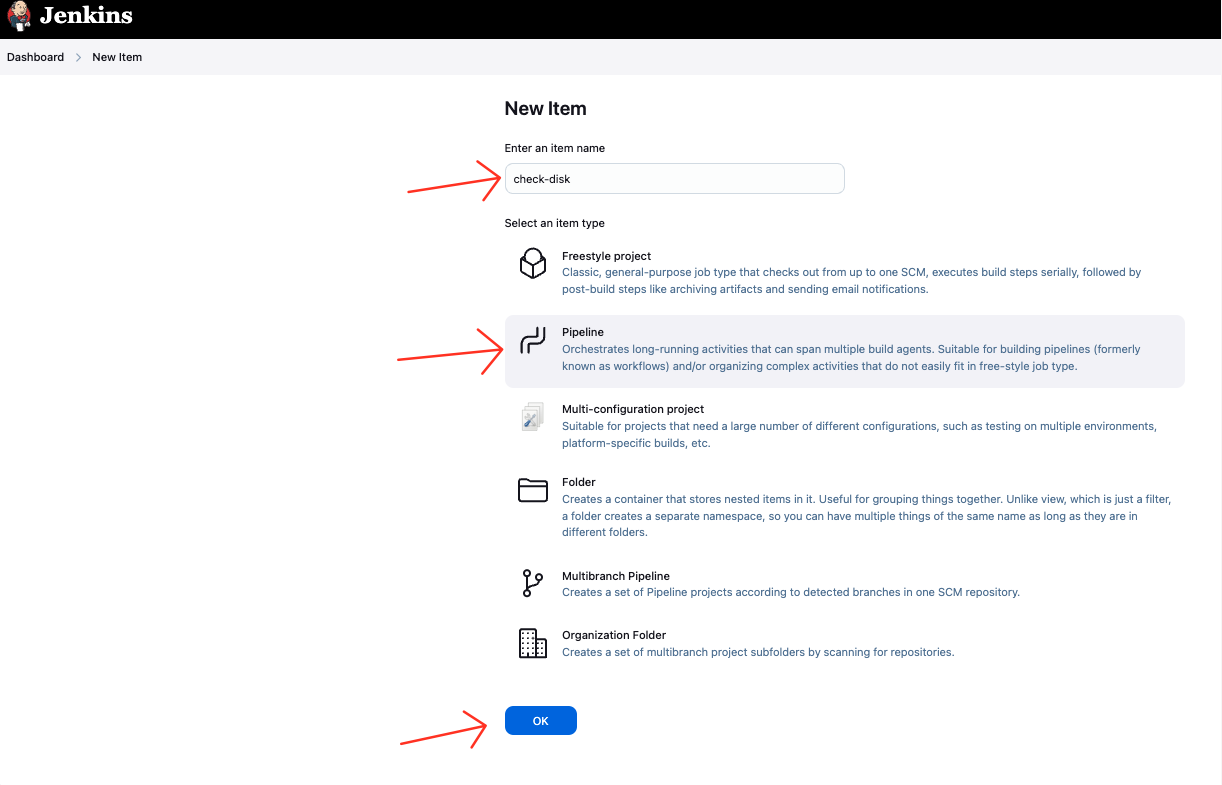 Jenkins
Dashboard > New Item
New Item
Enter an item name
check-disk
Select an item type
Freestyle project
Classic, general-purpose job type that checks out from up to one SCM, executes build steps serially, followed by
post-build steps like archiving artifacts and sending email notifications.
Pipeline
Orchestrates long-running activities that can span multiple build agents. Suitable for building pipelines (formerly
known as workflows) and/or organizing complex activities that do not easily fit in free-style job type.
Multi-configuration project
Suitable for projects that need a large number of different configurations, such as testing on multiple environments,
platform-specific builds, etc.
Folder
Creates a container that stores nested items in it. Useful for grouping things together. Unlike view, which is just a filter,
a folder creates a separate namespace, so you can have multiple things of the same name as long as they are in
different folders.
Multibranch Pipeline
Creates a set of Pipeline projects according to detected branches in one SCM repository.
Organization Folder
Creates a set of multibranch project subfolders by scanning for repositories.
OK